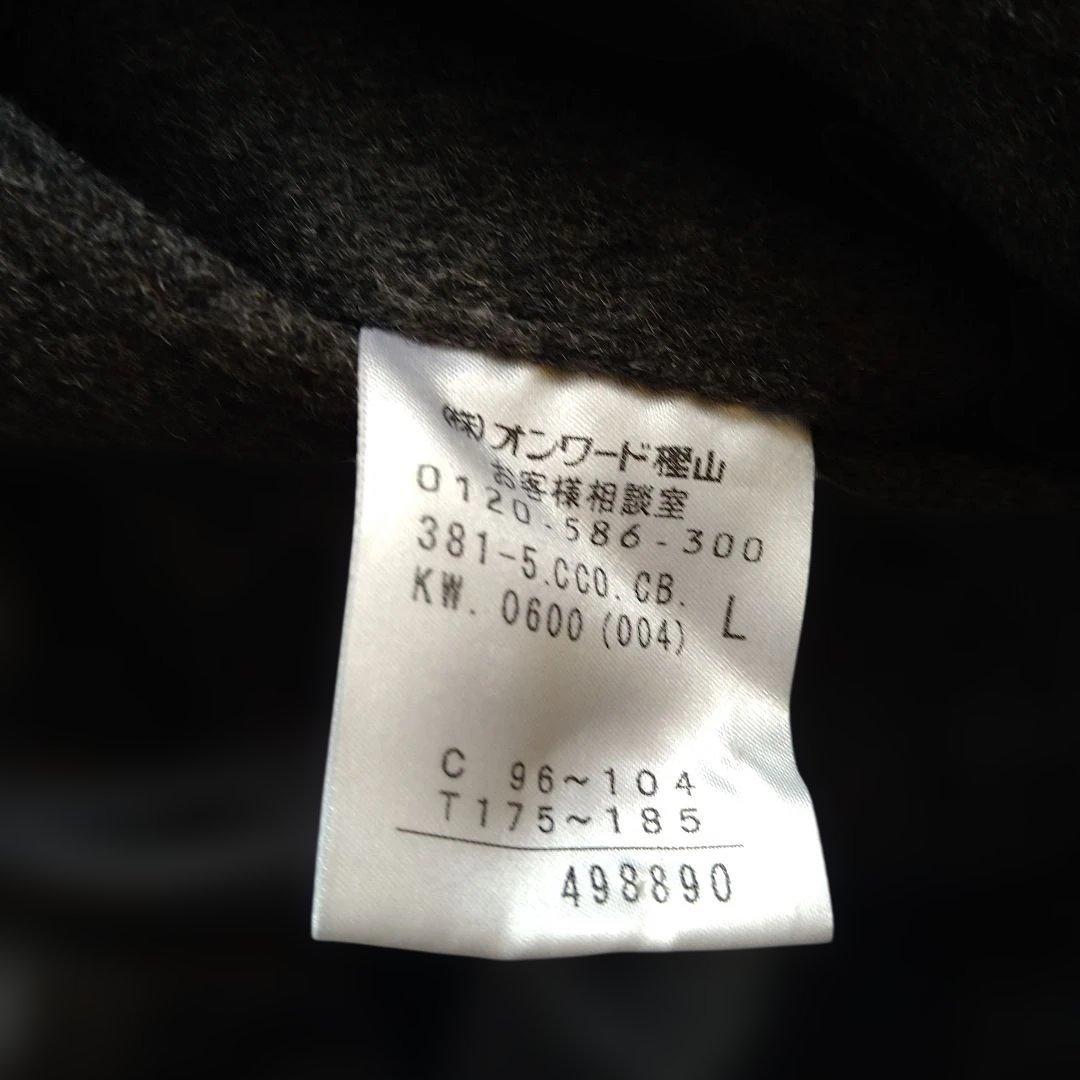 (株)オンワード樫山
お客様相談室
0120-586-300
381-5.CCO.CB.
KW. 0600 (004) L
C 96~104
T175~185
498890